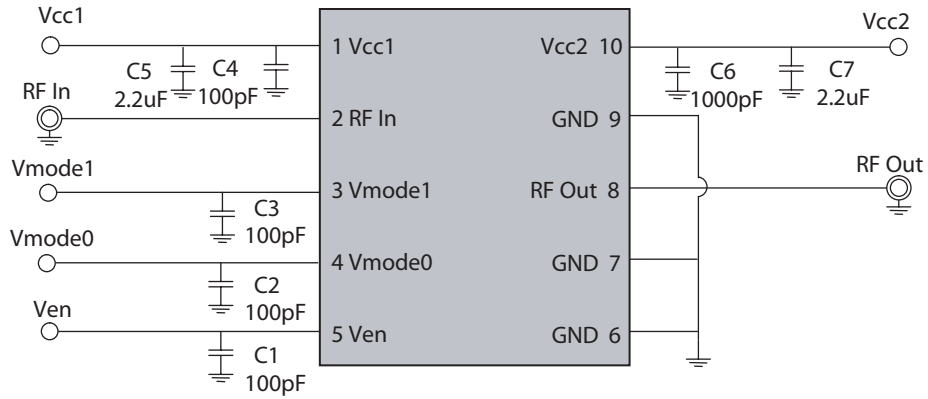 Vcc1
Vcc2
1 Vcc1
Vcc2 10
C5
2.2uF
C4
100pF
C6
1000pF
C7
2.2uF
RF In
2 RF In
GND 9
Vmode1
3 Vmode1
RF Out 8
RF Out
C3
100pF
Vmode0
4 Vmode0
GND 7
C2
100pF
Ven
5 Ven
GND 6
C1
100pF